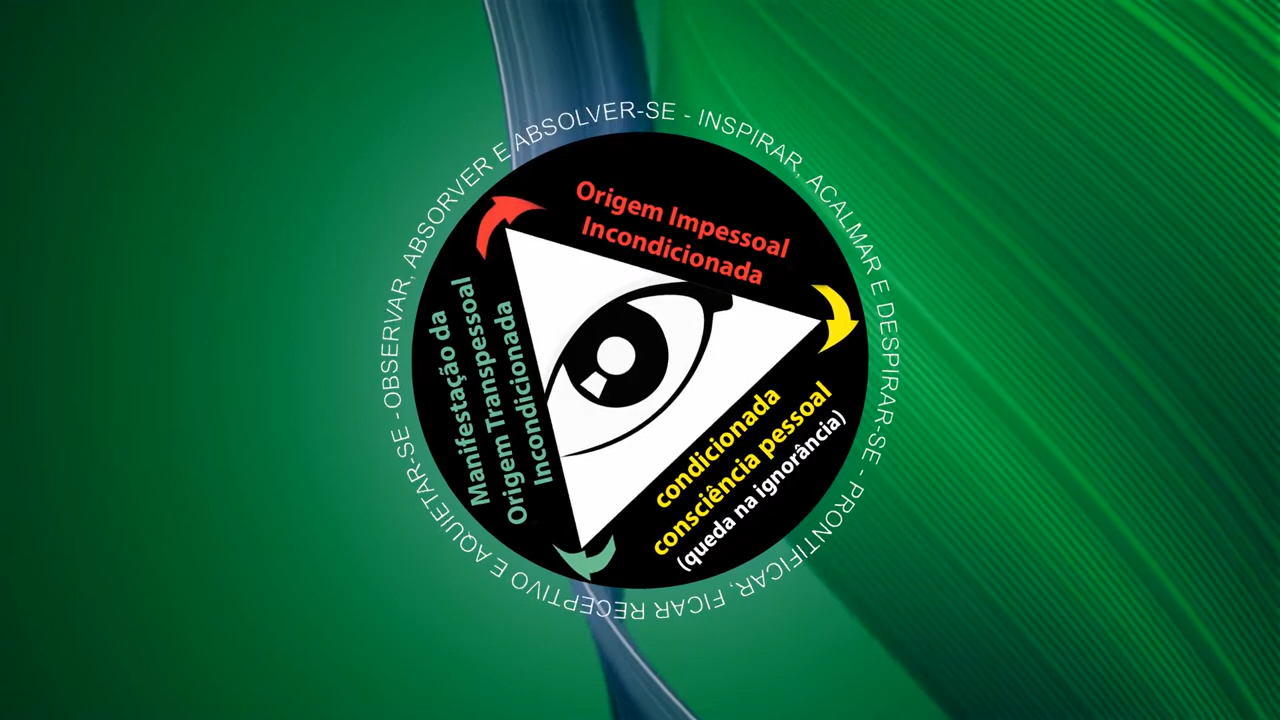 OBSERVAR, ABSORVER E ABSOLVER-SE - INSPIRAR, ACALMAR E DESPIRAR-SE - PRONTIFICAR, FICAR RECEPTIVO E AQUIETAR-SE -
Origem Impessoal
Incondicionada
condicionada
consciência pessoal
(queda na ignorância)
Manifestação da
Origem Transpessoal
Incondicionada